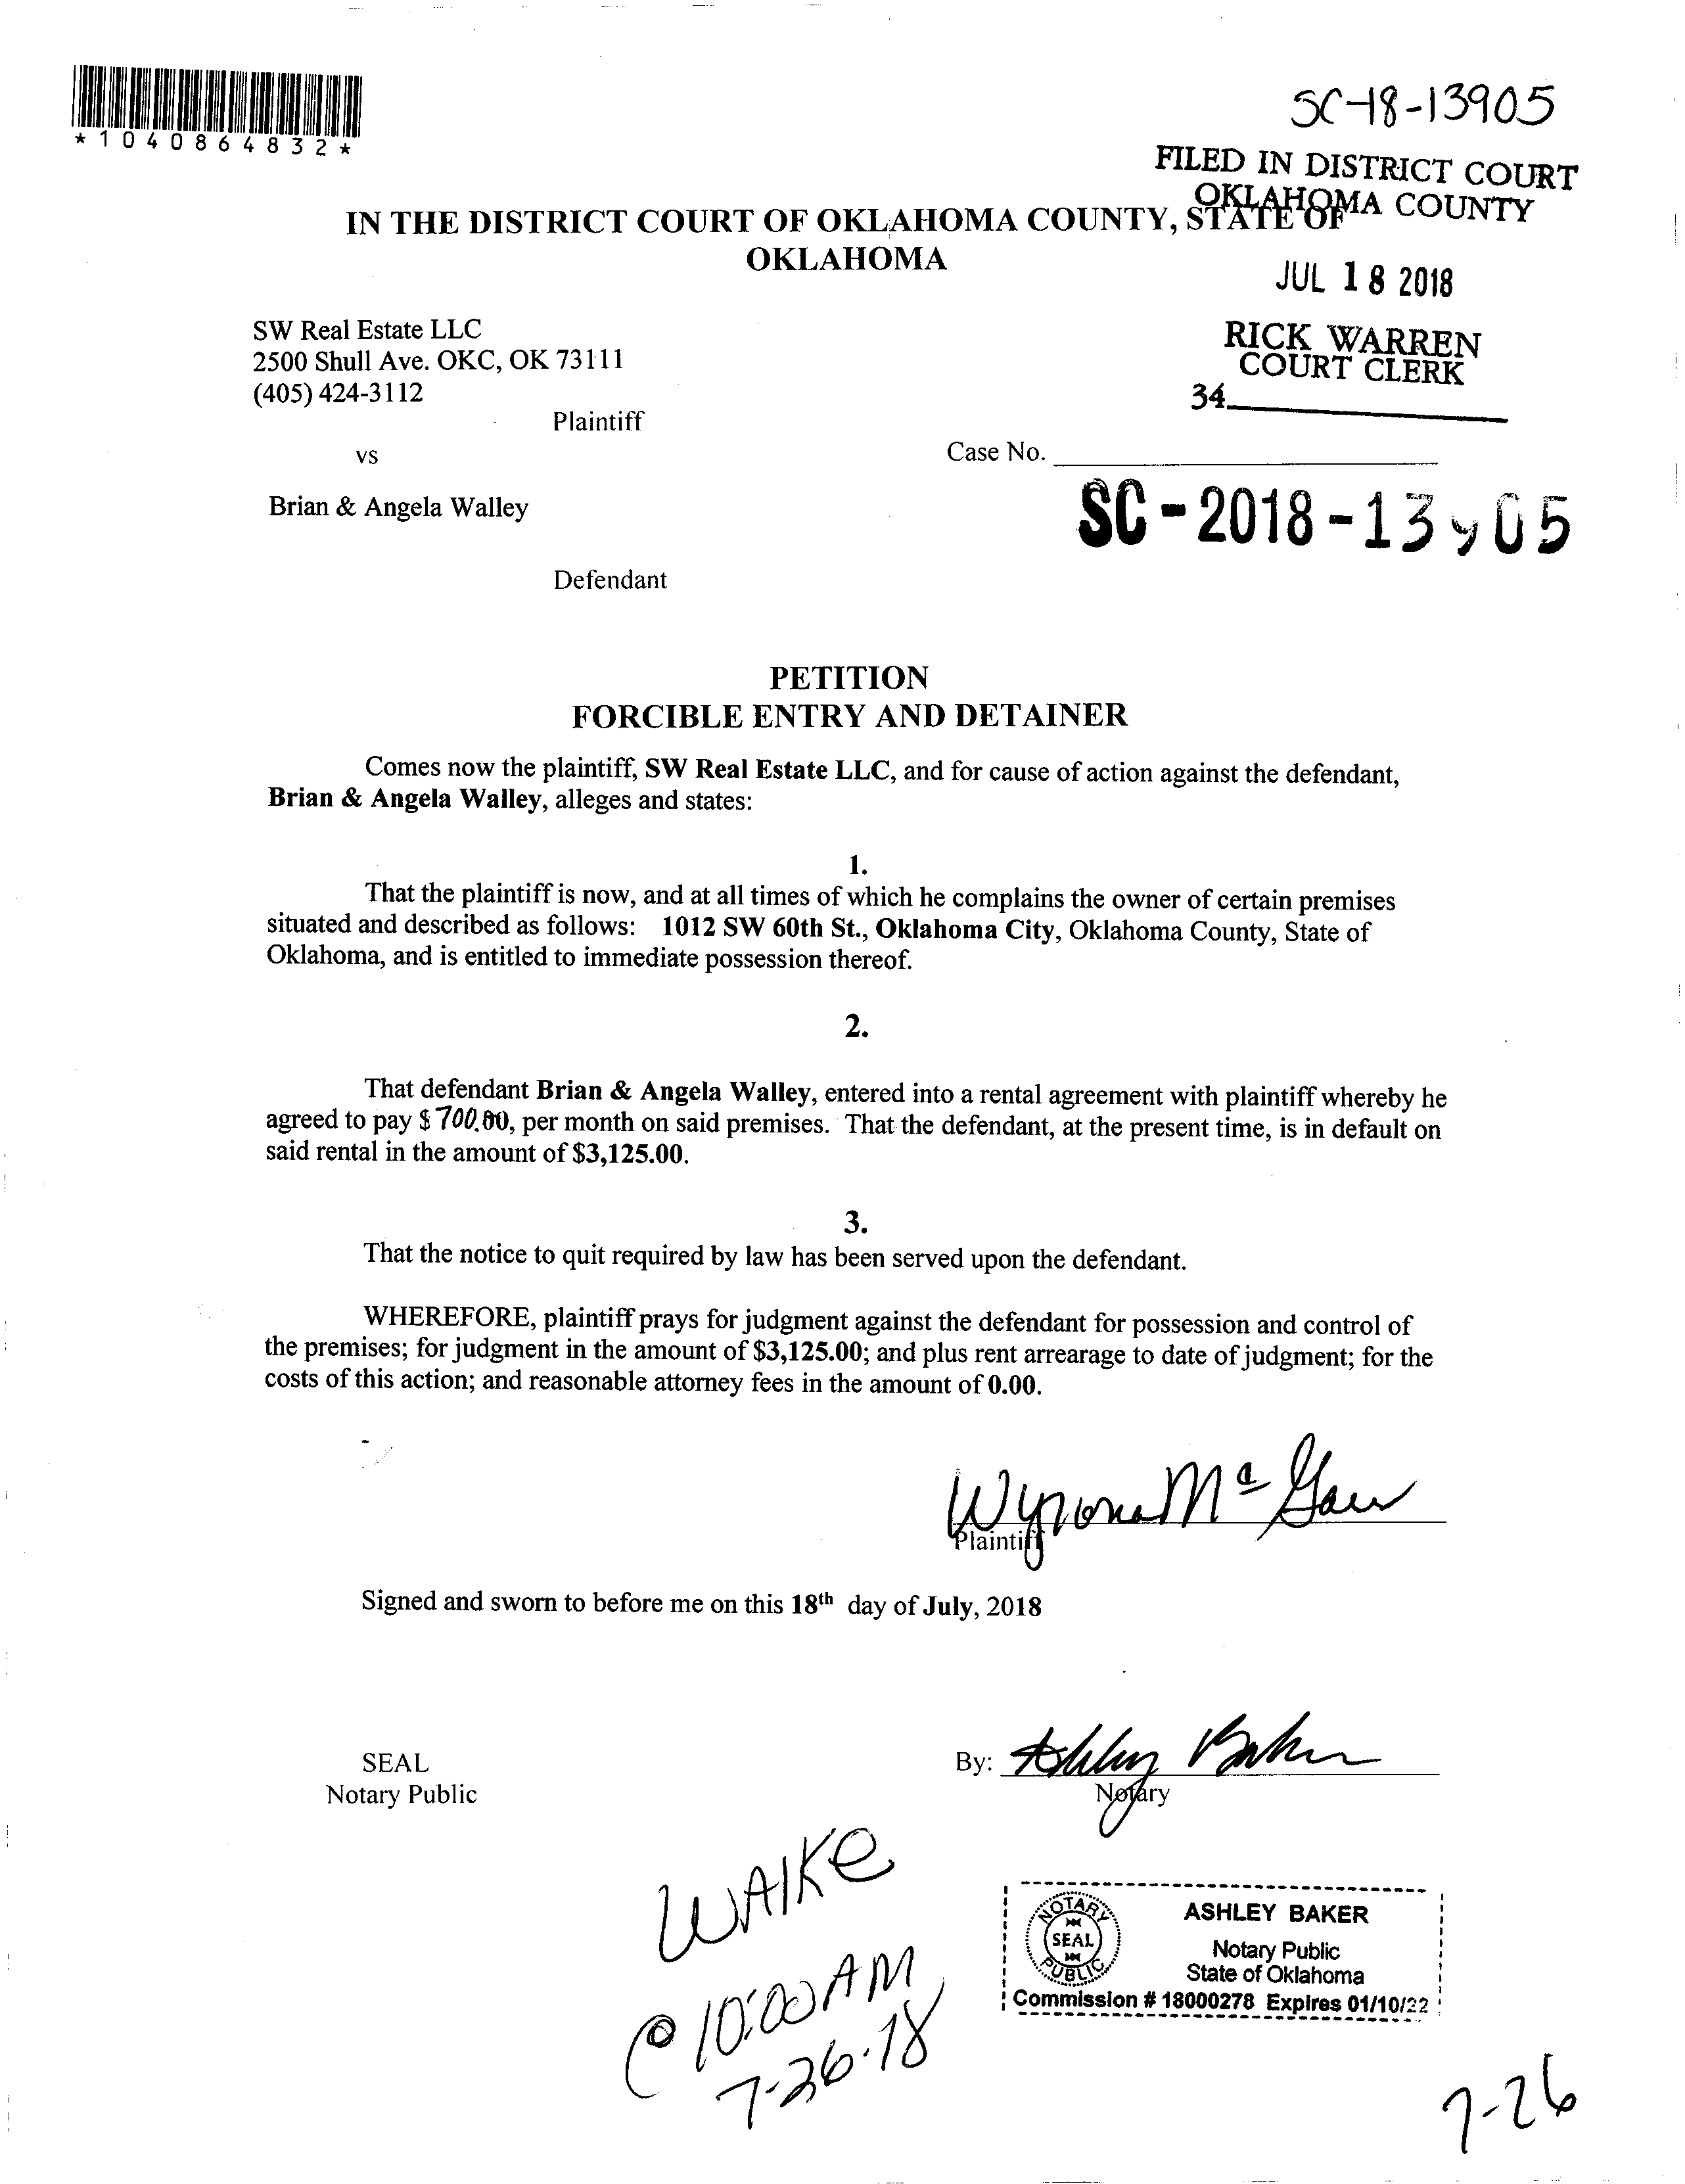 *1040864832*
SC-18-13905
FILED IN DISTRICT COURT
OKLAHOMA COUNTY
IN THE DISTRICT COURT OF OKLAHOMA COUNTY, STATE OF
OKLAHOMA
JUL 18 2018
SW Real Estate LLC
2500 Shull Ave. OKC, OK 73111
(405) 424-3112
RICK WARREN
COURT CLERK
34
Plaintiff
vs
Case No.
SC-2018-13905
Brian & Angela Walley
Defendant
PETITION
FORCIBLE ENTRY AND DETAINER
Comes now the plaintiff, SW Real Estate LLC, and for cause of action against the defendant,
Brian & Angela Walley, alleges and states:
1.
That the plaintiff is now, and at all times of which he complains the owner of certain premises
situated and described as follows: 1012 SW 60th St., Oklahoma City, Oklahoma County, State of
Oklahoma, and is entitled to immediate possession thereof.
2.
That defendant Brian & Angela Walley, entered into a rental agreement with plaintiff whereby he
agreed to pay $ 700.00, per month on said premises. That the defendant, at the present time, is in default on
said rental in the amount of $3,125.00.
3.
That the notice to quit required by law has been served upon the defendant.
WHEREFORE, plaintiff prays for judgment against the defendant for possession and control of
the premises; for judgment in the amount of $3,125.00; and plus rent arrearage to date of judgment; for the
costs of this action; and reasonable attorney fees in the amount of 0.00.
Wynona McGaw
Plaintiff
Signed and sworn to before me on this 18th day of July, 2018
SEAL
Notary Public
By: Ashley Baker
Notary
WAlKe
@ 10:00 AM
7-26-18
NOTARY
SEAL
PUBLIC
ASHLEY BAKER
Notary Public
State of Oklahoma
Commission # 18000278 Expires 01/10/22
7-26